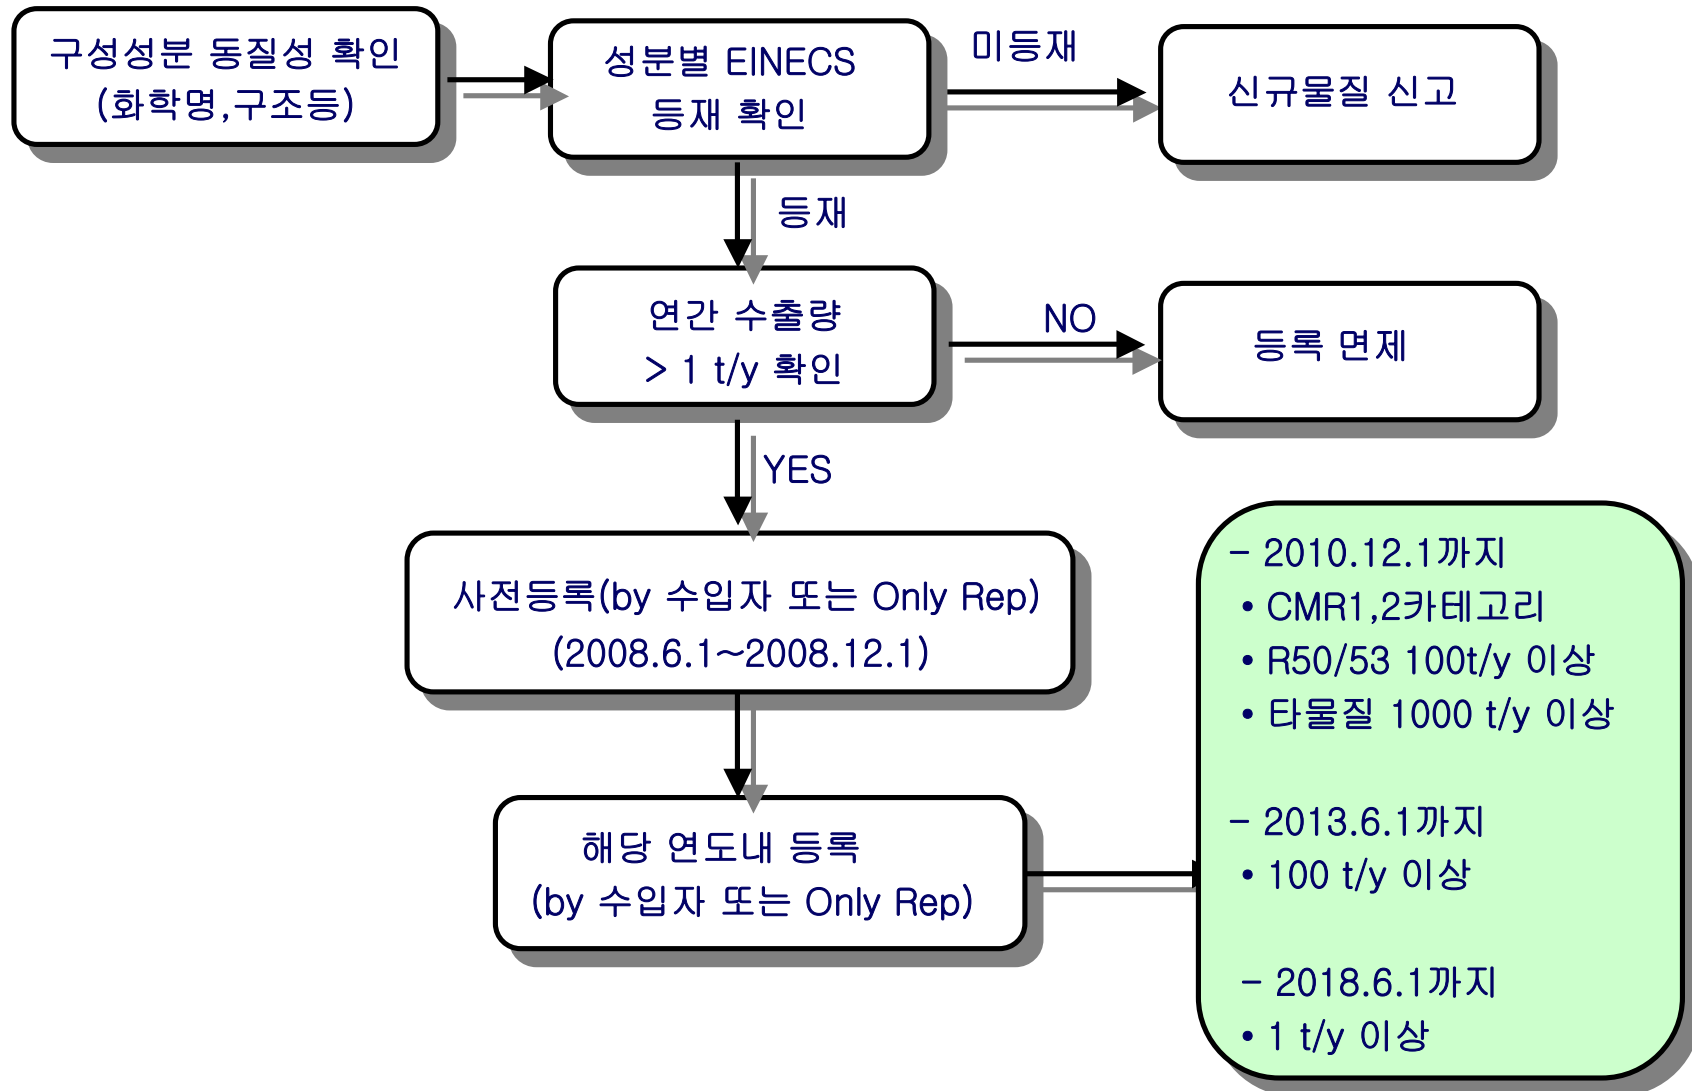 구성성분 동질성 확인
(화학명,구조등)
성분별 EINECS
등재 확인
미등재
신규물질 신고
등재
연간 수출량
> 1 t/y 확인
NO
등록 면제
YES
사전등록(by 수입자 또는 Only Rep)
(2008.6.1~2008.12.1)
해당 연도내 등록
(by 수입자 또는 Only Rep)
- 2010.12.1까지
• CMR1,2카테고리
• R50/53 100t/y 이상
• 타물질 1000 t/y 이상
- 2013.6.1까지
• 100 t/y 이상
- 2018.6.1까지
• 1 t/y 이상